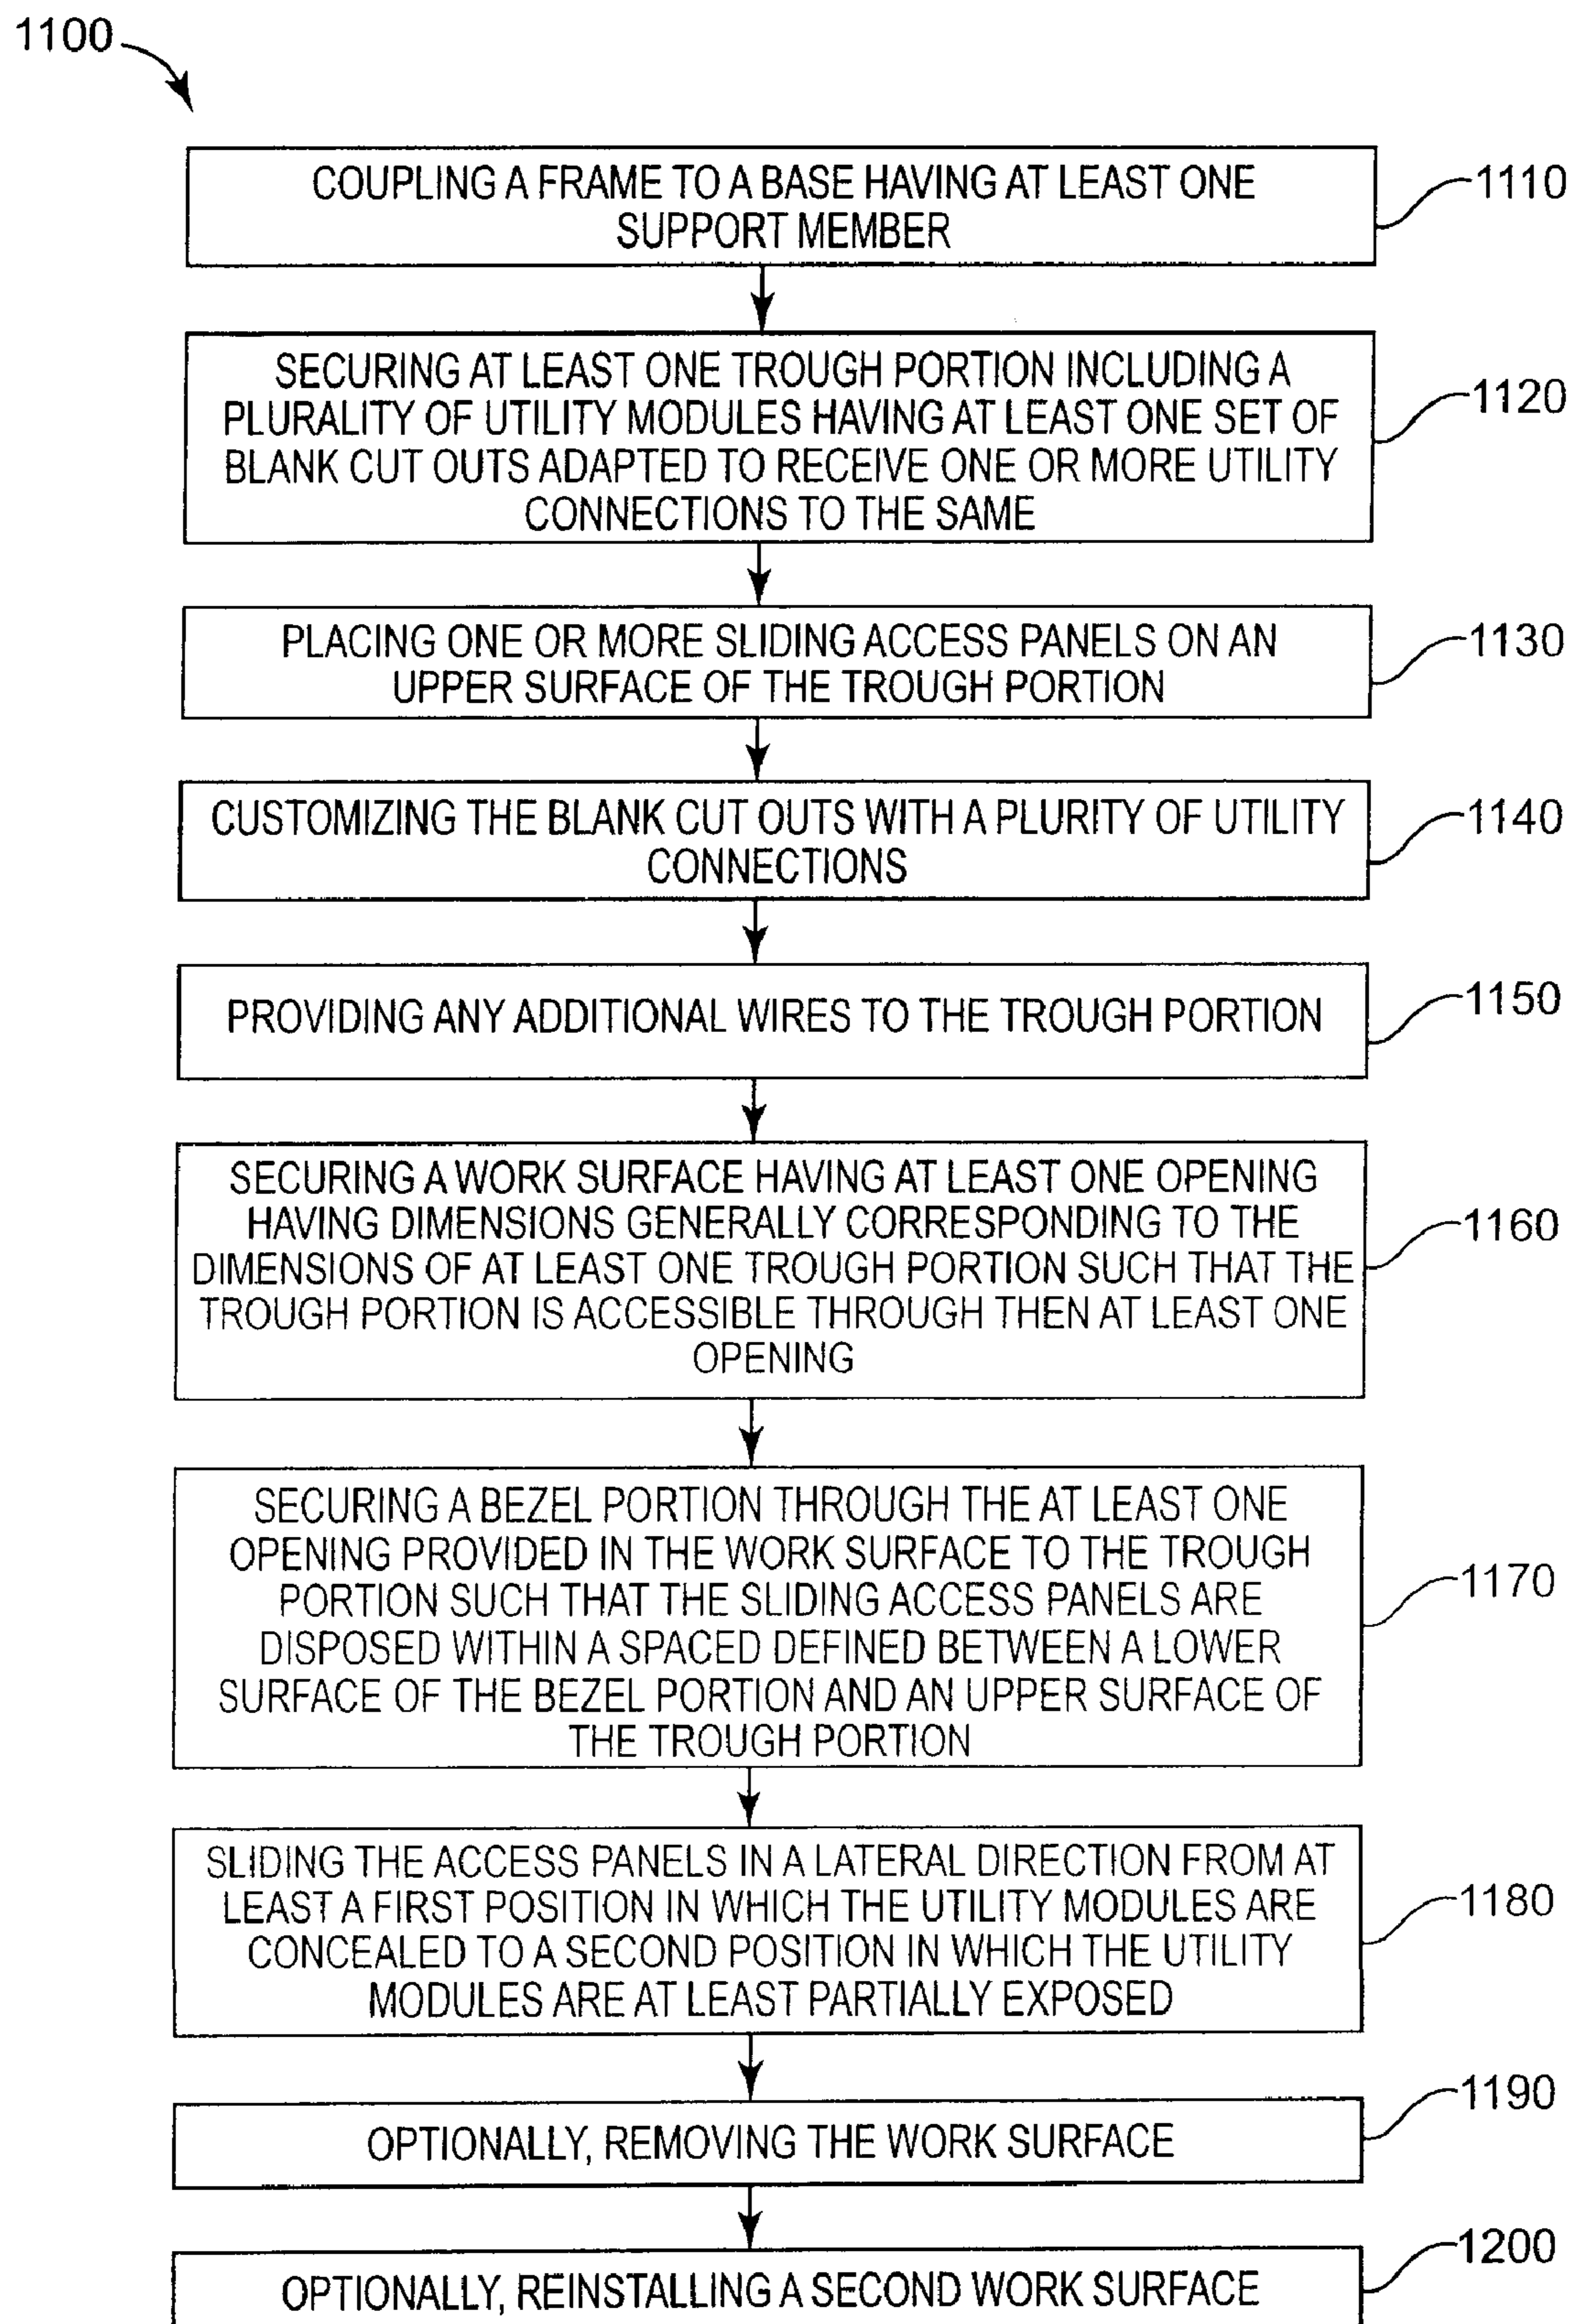 1100
COUPLING A FRAME TO A BASE HAVING AT LEAST ONE
SUPPORT MEMBER
1110
SECURING AT LEAST ONE TROUGH PORTION INCLUDING A
PLURALITY OF UTILITY MODULES HAVING AT LEAST ONE SET OF
BLANK CUT OUTS ADAPTED TO RECEIVE ONE OR MORE UTILITY
CONNECTIONS TO THE SAME
1120
PLACING ONE OR MORE SLIDING ACCESS PANELS ON AN
UPPER SURFACE OF THE TROUGH PORTION
1130
CUSTOMIZING THE BLANK CUT OUTS WITH A PLURITY OF UTILITY
CONNECTIONS
1140
PROVIDING ANY ADDITIONAL WIRES TO THE TROUGH PORTION
1150
SECURING A WORK SURFACE HAVING AT LEAST ONE OPENING
HAVING DIMENSIONS GENERALLY CORRESPONDING TO THE
DIMENSIONS OF AT LEAST ONE TROUGH PORTION SUCH THAT THE
TROUGH PORTION IS ACCESSIBLE THROUGH THEN AT LEAST ONE
OPENING
1160
SECURING A BEZEL PORTION THROUGH THE AT LEAST ONE
OPENING PROVIDED IN THE WORK SURFACE TO THE TROUGH
PORTION SUCH THAT THE SLIDING ACCESS PANELS ARE
DISPOSED WITHIN A SPACED DEFINED BETWEEN A LOWER
SURFACE OF THE BEZEL PORTION AND AN UPPER SURFACE OF
THE TROUGH PORTION
1170
SLIDING THE ACCESS PANELS IN A LATERAL DIRECTION FROM AT
LEAST A FIRST POSITION IN WHICH THE UTILITY MODULES ARE
CONCEALED TO A SECOND POSITION IN WHICH THE UTILITY
MODULES ARE AT LEAST PARTIALLY EXPOSED
1180
OPTIONALLY, REMOVING THE WORK SURFACE
1190
OPTIONALLY, REINSTALLING A SECOND WORK SURFACE
1200